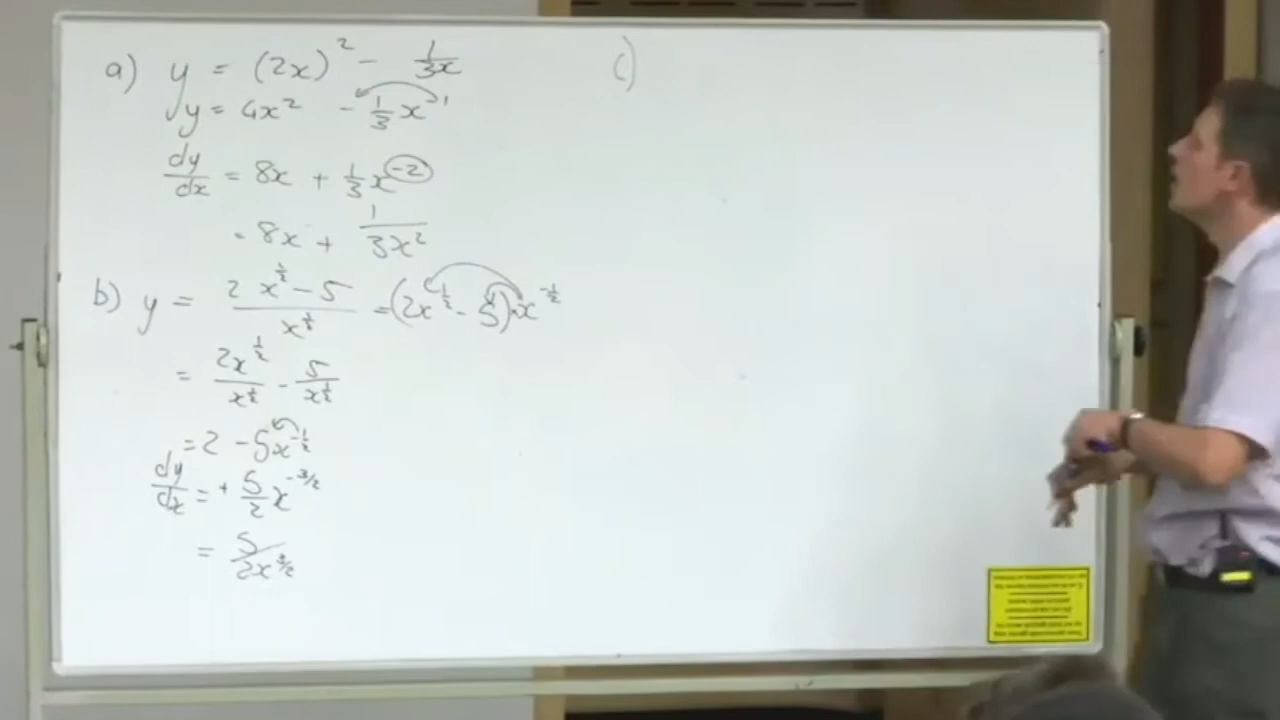 a) y = (2x)² - 1/3x
y = 4x² - 1/3 x⁻¹
dy/dx = 8x + 1/3 x⁻²
= 8x + 1/3x²
b) y = (2x^½ - 5)/x^½ = (2x^½ - 5) · x^-½
= 2x^½/x^½ - 5/x^½
= 2 - 5x^-½
dy/dx = + 5/2 x^-3/2
= 5/2x^3/2
c)